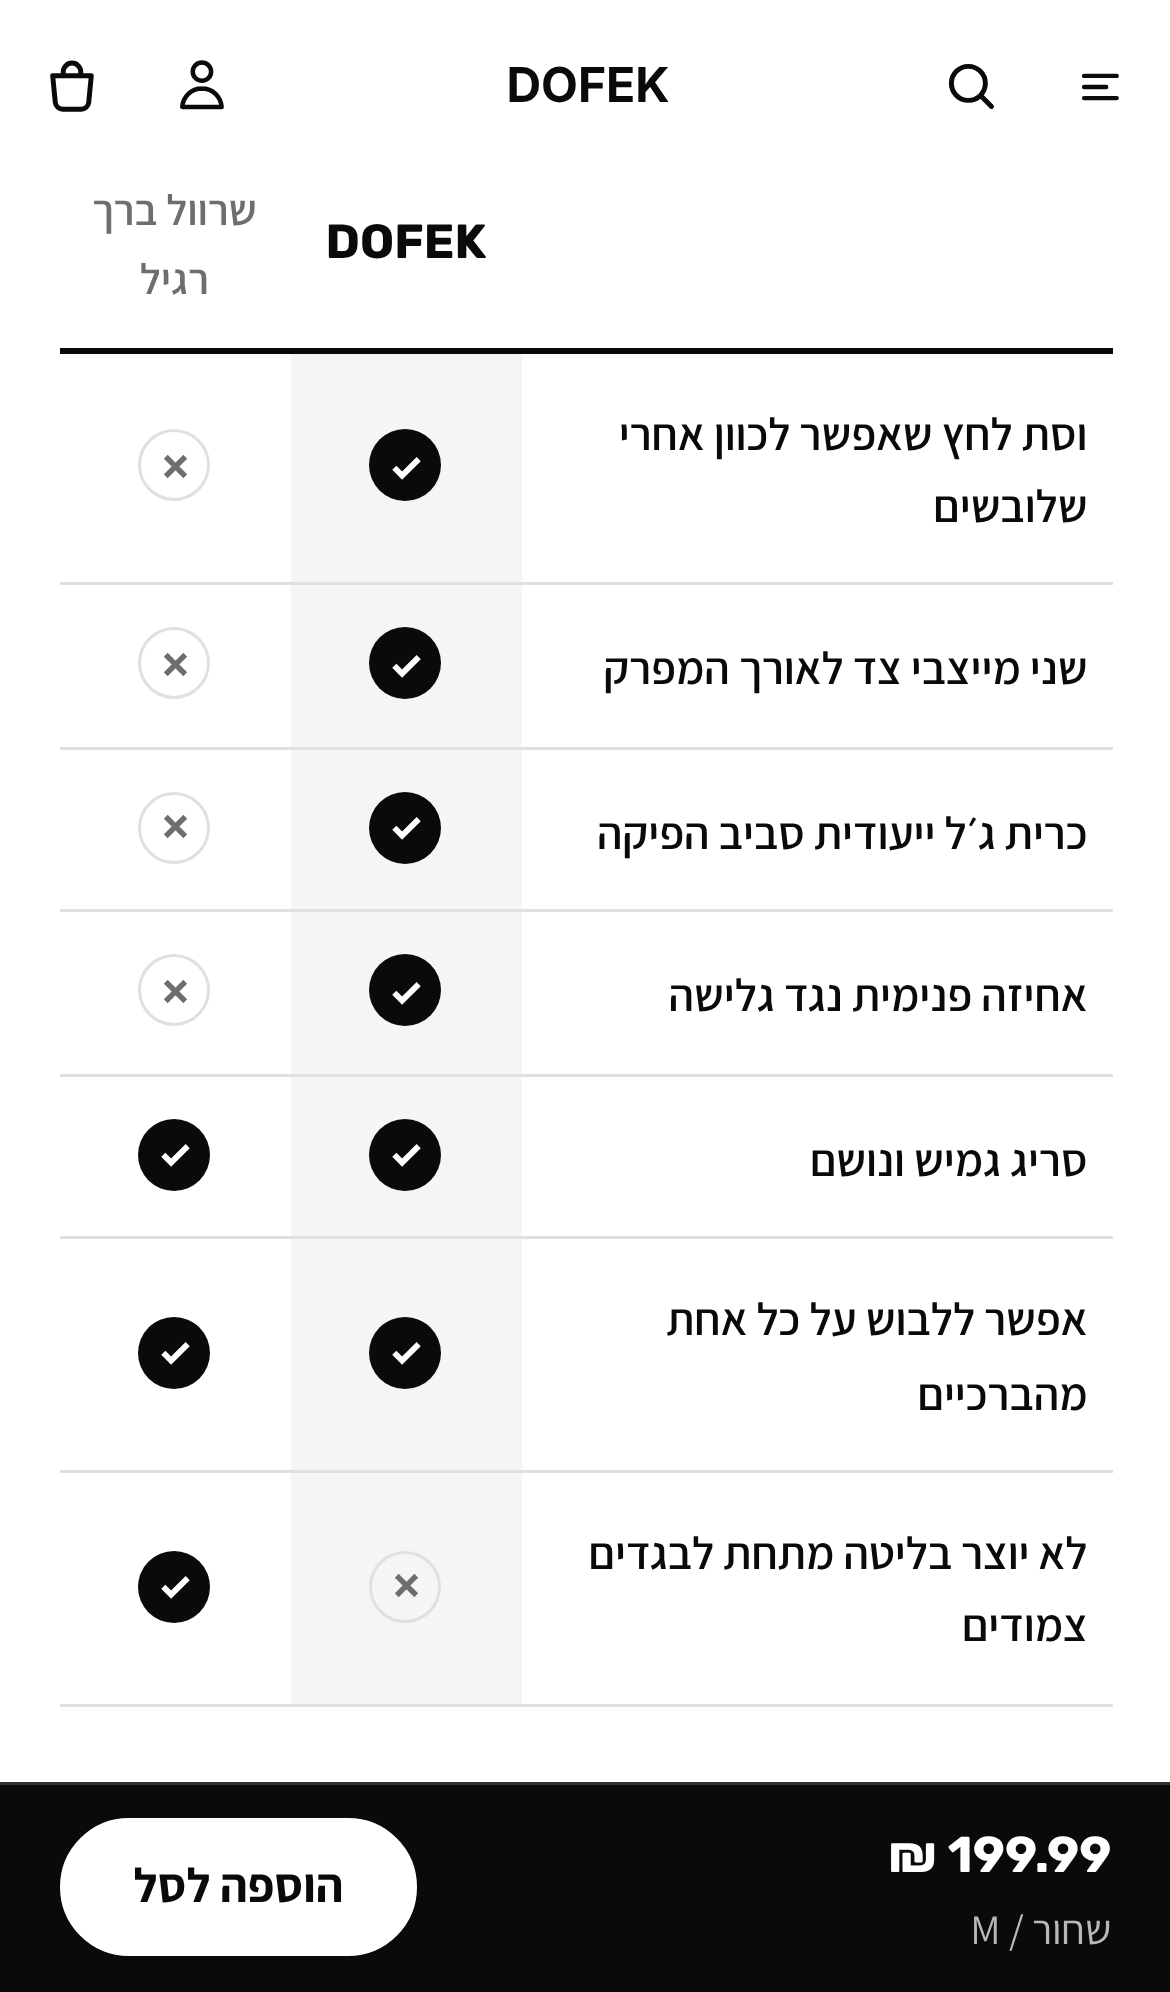 DOFEK
DOFEK
שרוול ברך
רגיל
וסת לחץ שאפשר לכוון אחרי
שלובשים
שני מייצבי צד לאורך המפרק
כרית ג׳ל ייעודית סביב הפיקה
אחיזה פנימית נגד גלישה
סריג גמיש ונושם
אפשר ללבוש על כל אחת
מהברכיים
לא יוצר בליטה מתחת לבגדים
צמודים
199.99 ₪
שחור / M
הוספה לסל